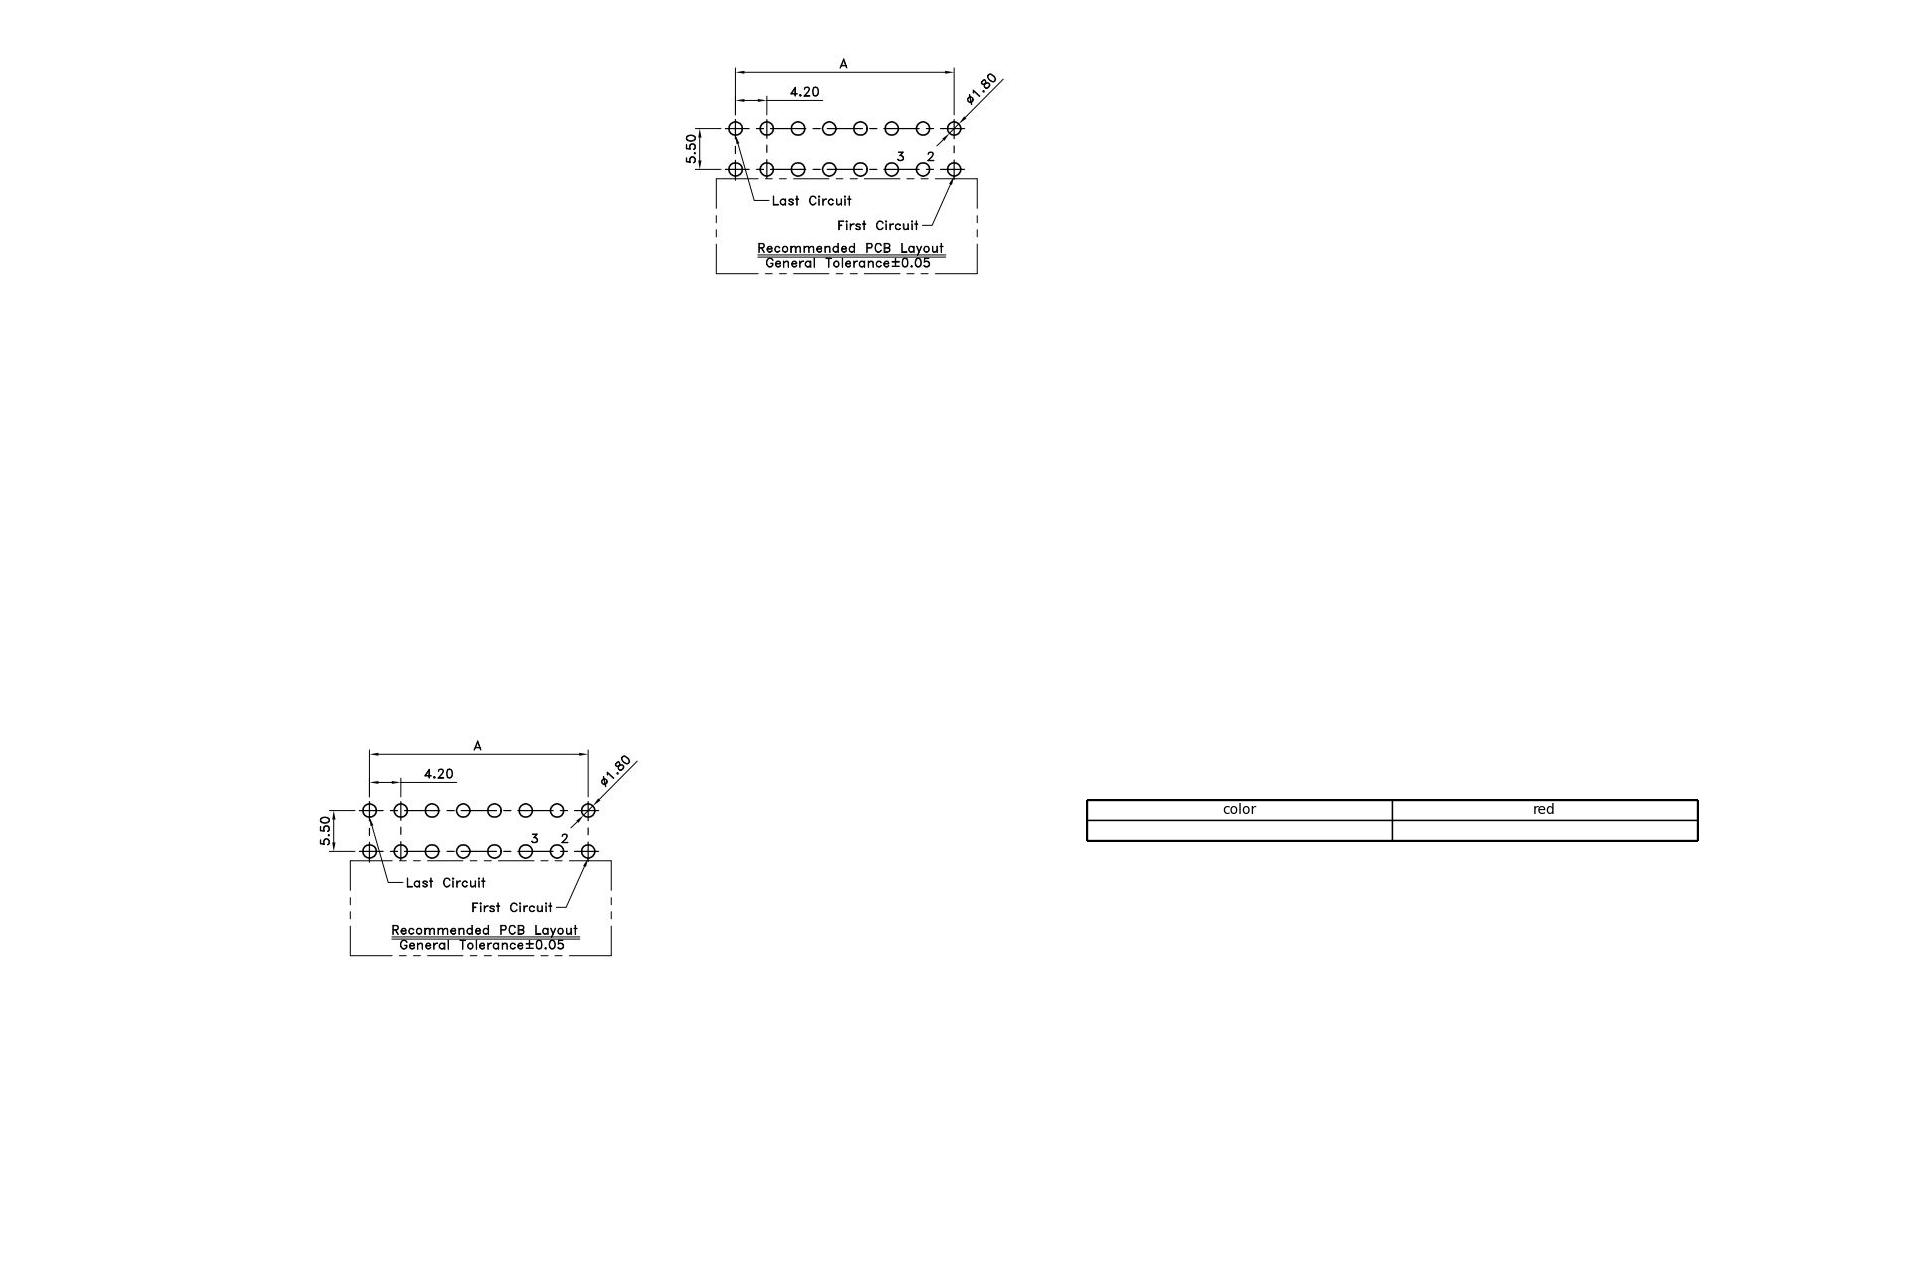 A
4.20
ø1.80
5.50
3 2
Last Circuit
First Circuit
Recommended PCB Layout
General Tolerance±0.05
A
4.20
ø1.80
5.50
3 2
Last Circuit
First Circuit
Recommended PCB Layout
General Tolerance±0.05
color red